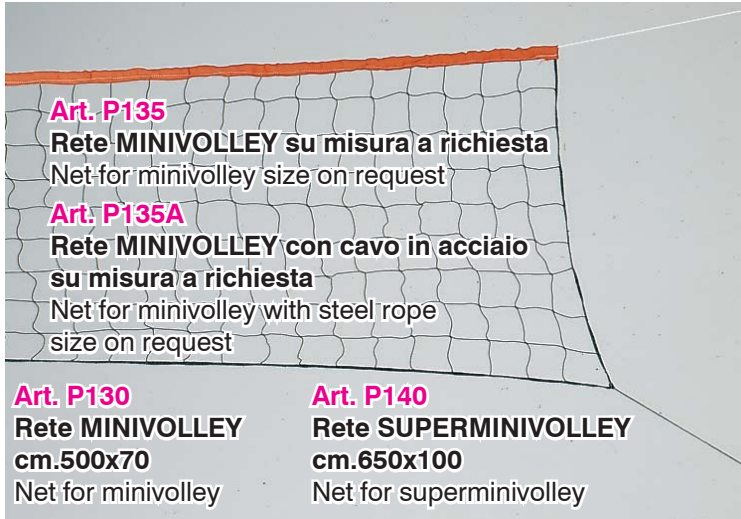 Art. P135
Rete MINIVOLLEY su misura a richiesta
Net for minivolley size on request
Art. P135A
Rete MINIVOLLEY con cavo in acciaio
su misura a richiesta
Net for minivolley with steel rope
size on request
Art. P130
Rete MINIVOLLEY
cm.500x70
Net for minivolley
Art. P140
Rete SUPERMINIVOLLEY
cm.650x100
Net for superminivolley